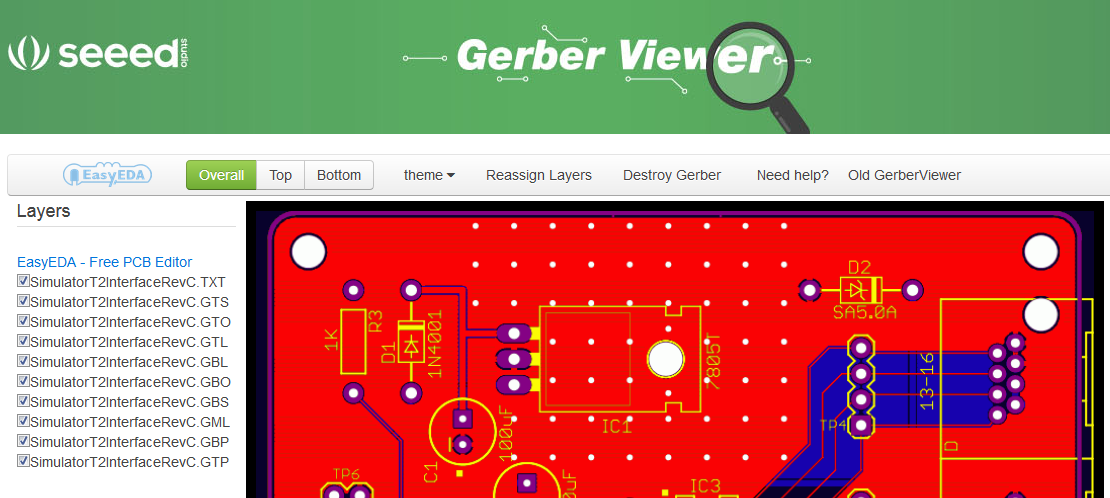 seeed studio
Gerber Viewer
EasyEDA
Overall Top Bottom theme Reassign Layers Destroy Gerber Need help? Old GerberViewer
Layers
EasyEDA - Free PCB Editor
SimulatorT2InterfaceRevC.TXT
SimulatorT2InterfaceRevC.GTS
SimulatorT2InterfaceRevC.GTO
SimulatorT2InterfaceRevC.GTL
SimulatorT2InterfaceRevC.GBL
SimulatorT2InterfaceRevC.GBO
SimulatorT2InterfaceRevC.GBS
SimulatorT2InterfaceRevC.GML
SimulatorT2InterfaceRevC.GBP
SimulatorT2InterfaceRevC.GTP
D2
SA5.0A
1K
R3
D1
1N4001
7805T
IC1
13-16
TP4
D
C1
100uF
TP6
0uF
IC3